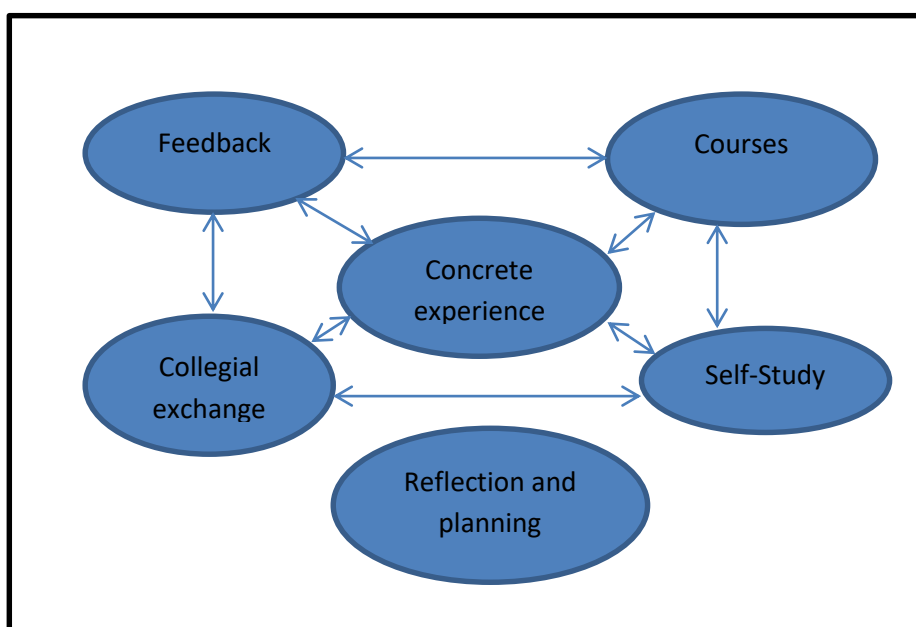 Feedback
Courses
Concrete
experience
Collegial
exchange
Self-Study
Reflection and
planning